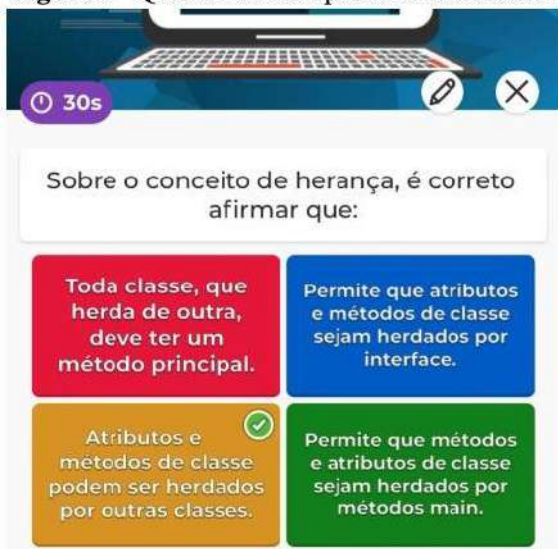 30s
Sobre o conceito de herança, é correto
afirmar que:
Toda classe, que
herda de outra,
deve ter um
método principal.
Permite que atributos
e métodos de classe
sejam herdados por
interface.
Atributos e
métodos de classe
podem ser herdados
por outras classes.
Permite que métodos
e atributos de classe
sejam herdados por
métodos main.